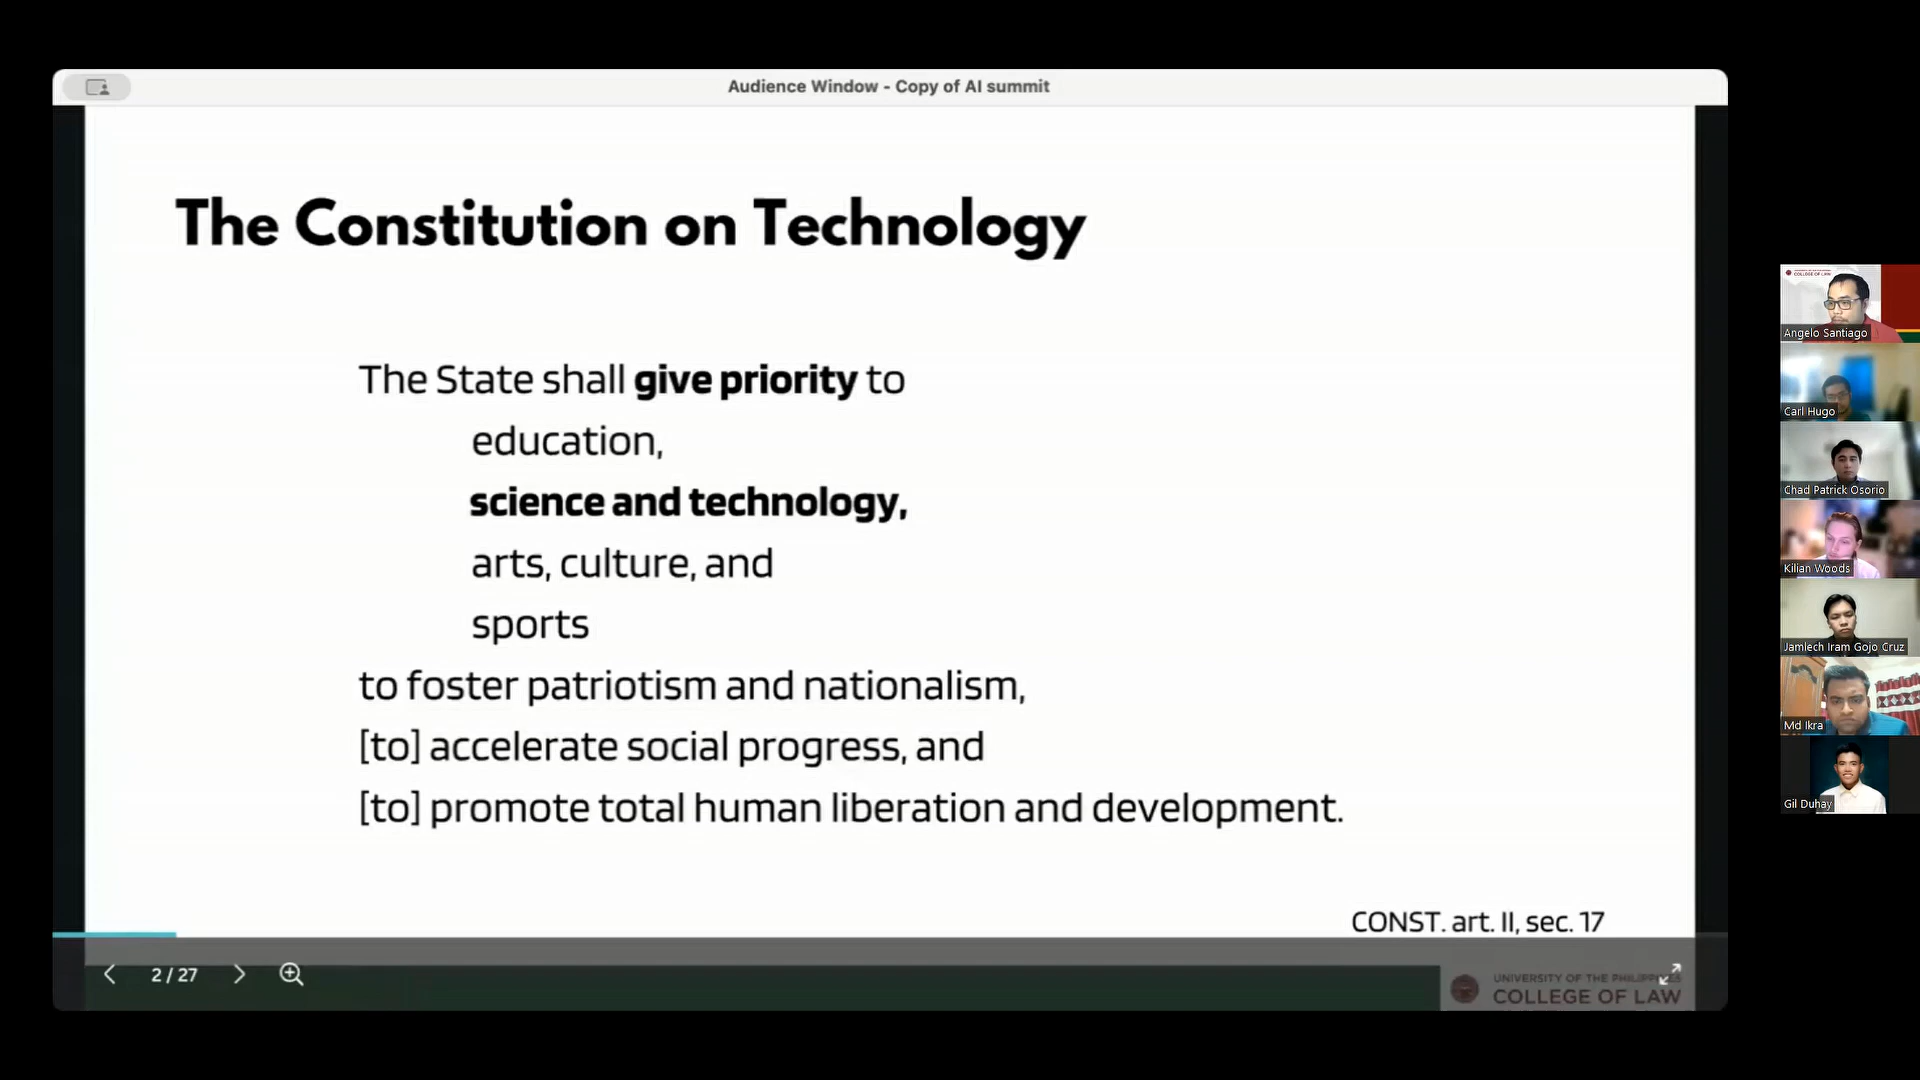 Audience Window - Copy of AI summit
The Constitution on Technology
The State shall give priority to
education,
science and technology,
arts, culture, and
sports
to foster patriotism and nationalism,
[to] accelerate social progress, and
[to] promote total human liberation and development.
CONST. art. II, sec. 17
2 / 27
UNIVERSITY OF THE PHILIPPINES
COLLEGE OF LAW
COLLEGE OF LAW
Angelo Santiago
Carl Hugo
Chad Patrick Osorio
Kilian Woods
Jamlech Iram Gojo Cruz
Md Ikra
Gil Duhay